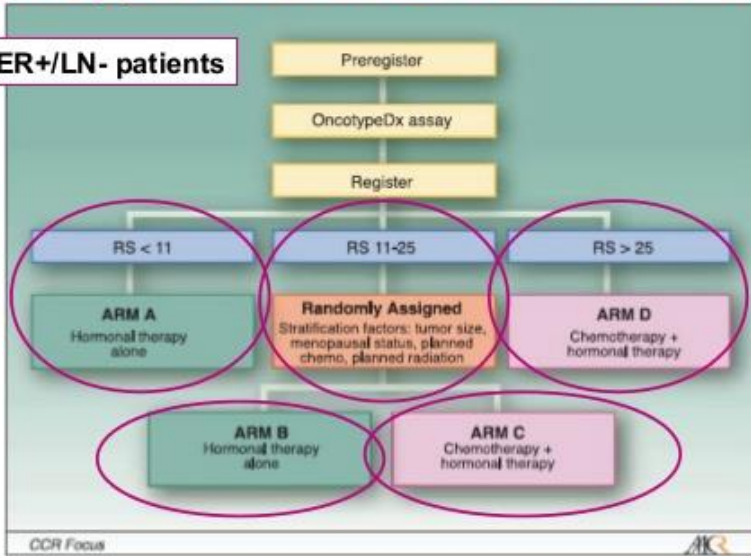 ER+/LN- patients
Preregister
OncotypeDx assay
Register
RS < 11
RS 11-25
RS > 25
ARM A
Hormonal therapy
alone
Randomly Assigned
Stratification factors: tumor size,
menopausal status, planned
chemo, planned radiation
ARM D
Chemotherapy +
hormonal therapy
ARM B
Hormonal therapy
alone
ARM C
Chemotherapy +
hormonal therapy
CCR Focus